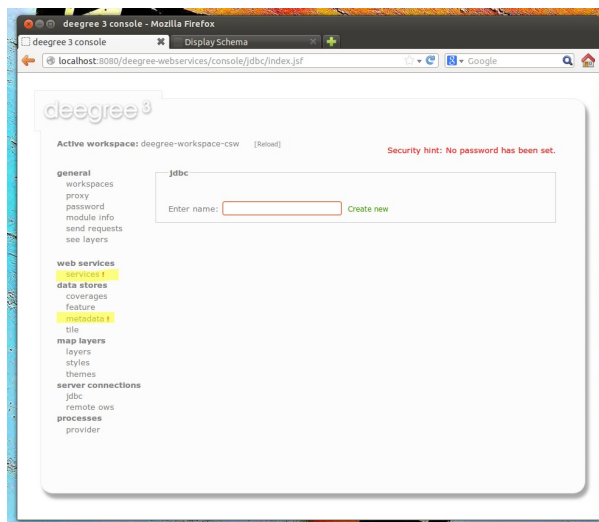 deegree 3 console - Mozilla Firefox
deegree 3 console Display Schema
localhost:8080/deegree-webservices/console/jdbc/index.jsf Google
deegree 3
Active workspace: deegree-workspace-csw [Reload]
Security hint: No password has been set.
general
workspaces
proxy
password
module info
send requests
see layers
jdbc
Enter name: Create new
web services
services !
data stores
coverages
feature
metadata !
tile
map layers
layers
styles
themes
server connections
jdbc
remote ows
processes
provider